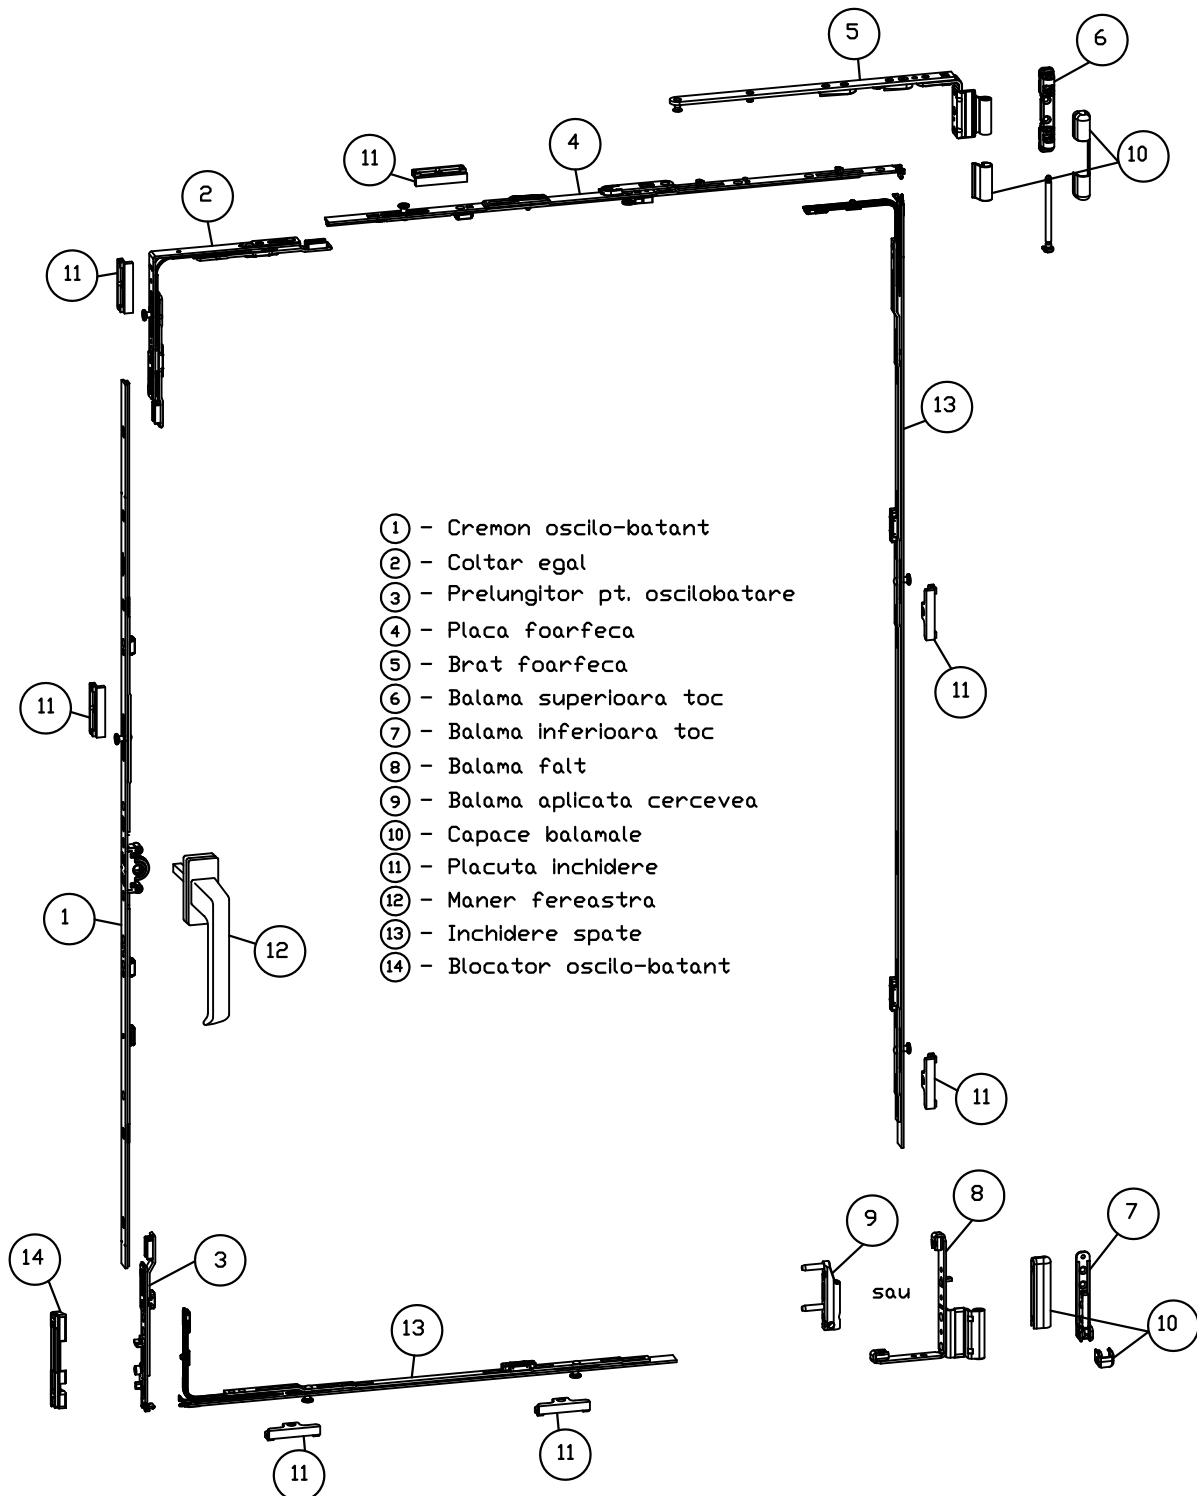 5
6
11
4
10
2
11
13
1 - Cremon oscilo-batant
2 - Coltar egal
3 - Prelungitor pt. oscilobatare
4 - Placa foarfeca
5 - Brat foarfeca
6 - Balama superioara toc
7 - Balama inferioara toc
8 - Balama falt
9 - Balama aplicata cercevea
10 - Capace balamale
11 - Placuta inchidere
12 - Maner fereastra
13 - Inchidere spate
14 - Blocator oscilo-batant
11
11
1
12
11
8
9
7
14
3
sau
13
10
11
11